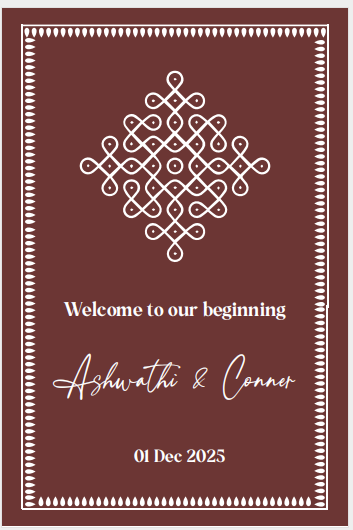 Welcome to our beginning
Ashwathi & Conner
01 Dec 2025